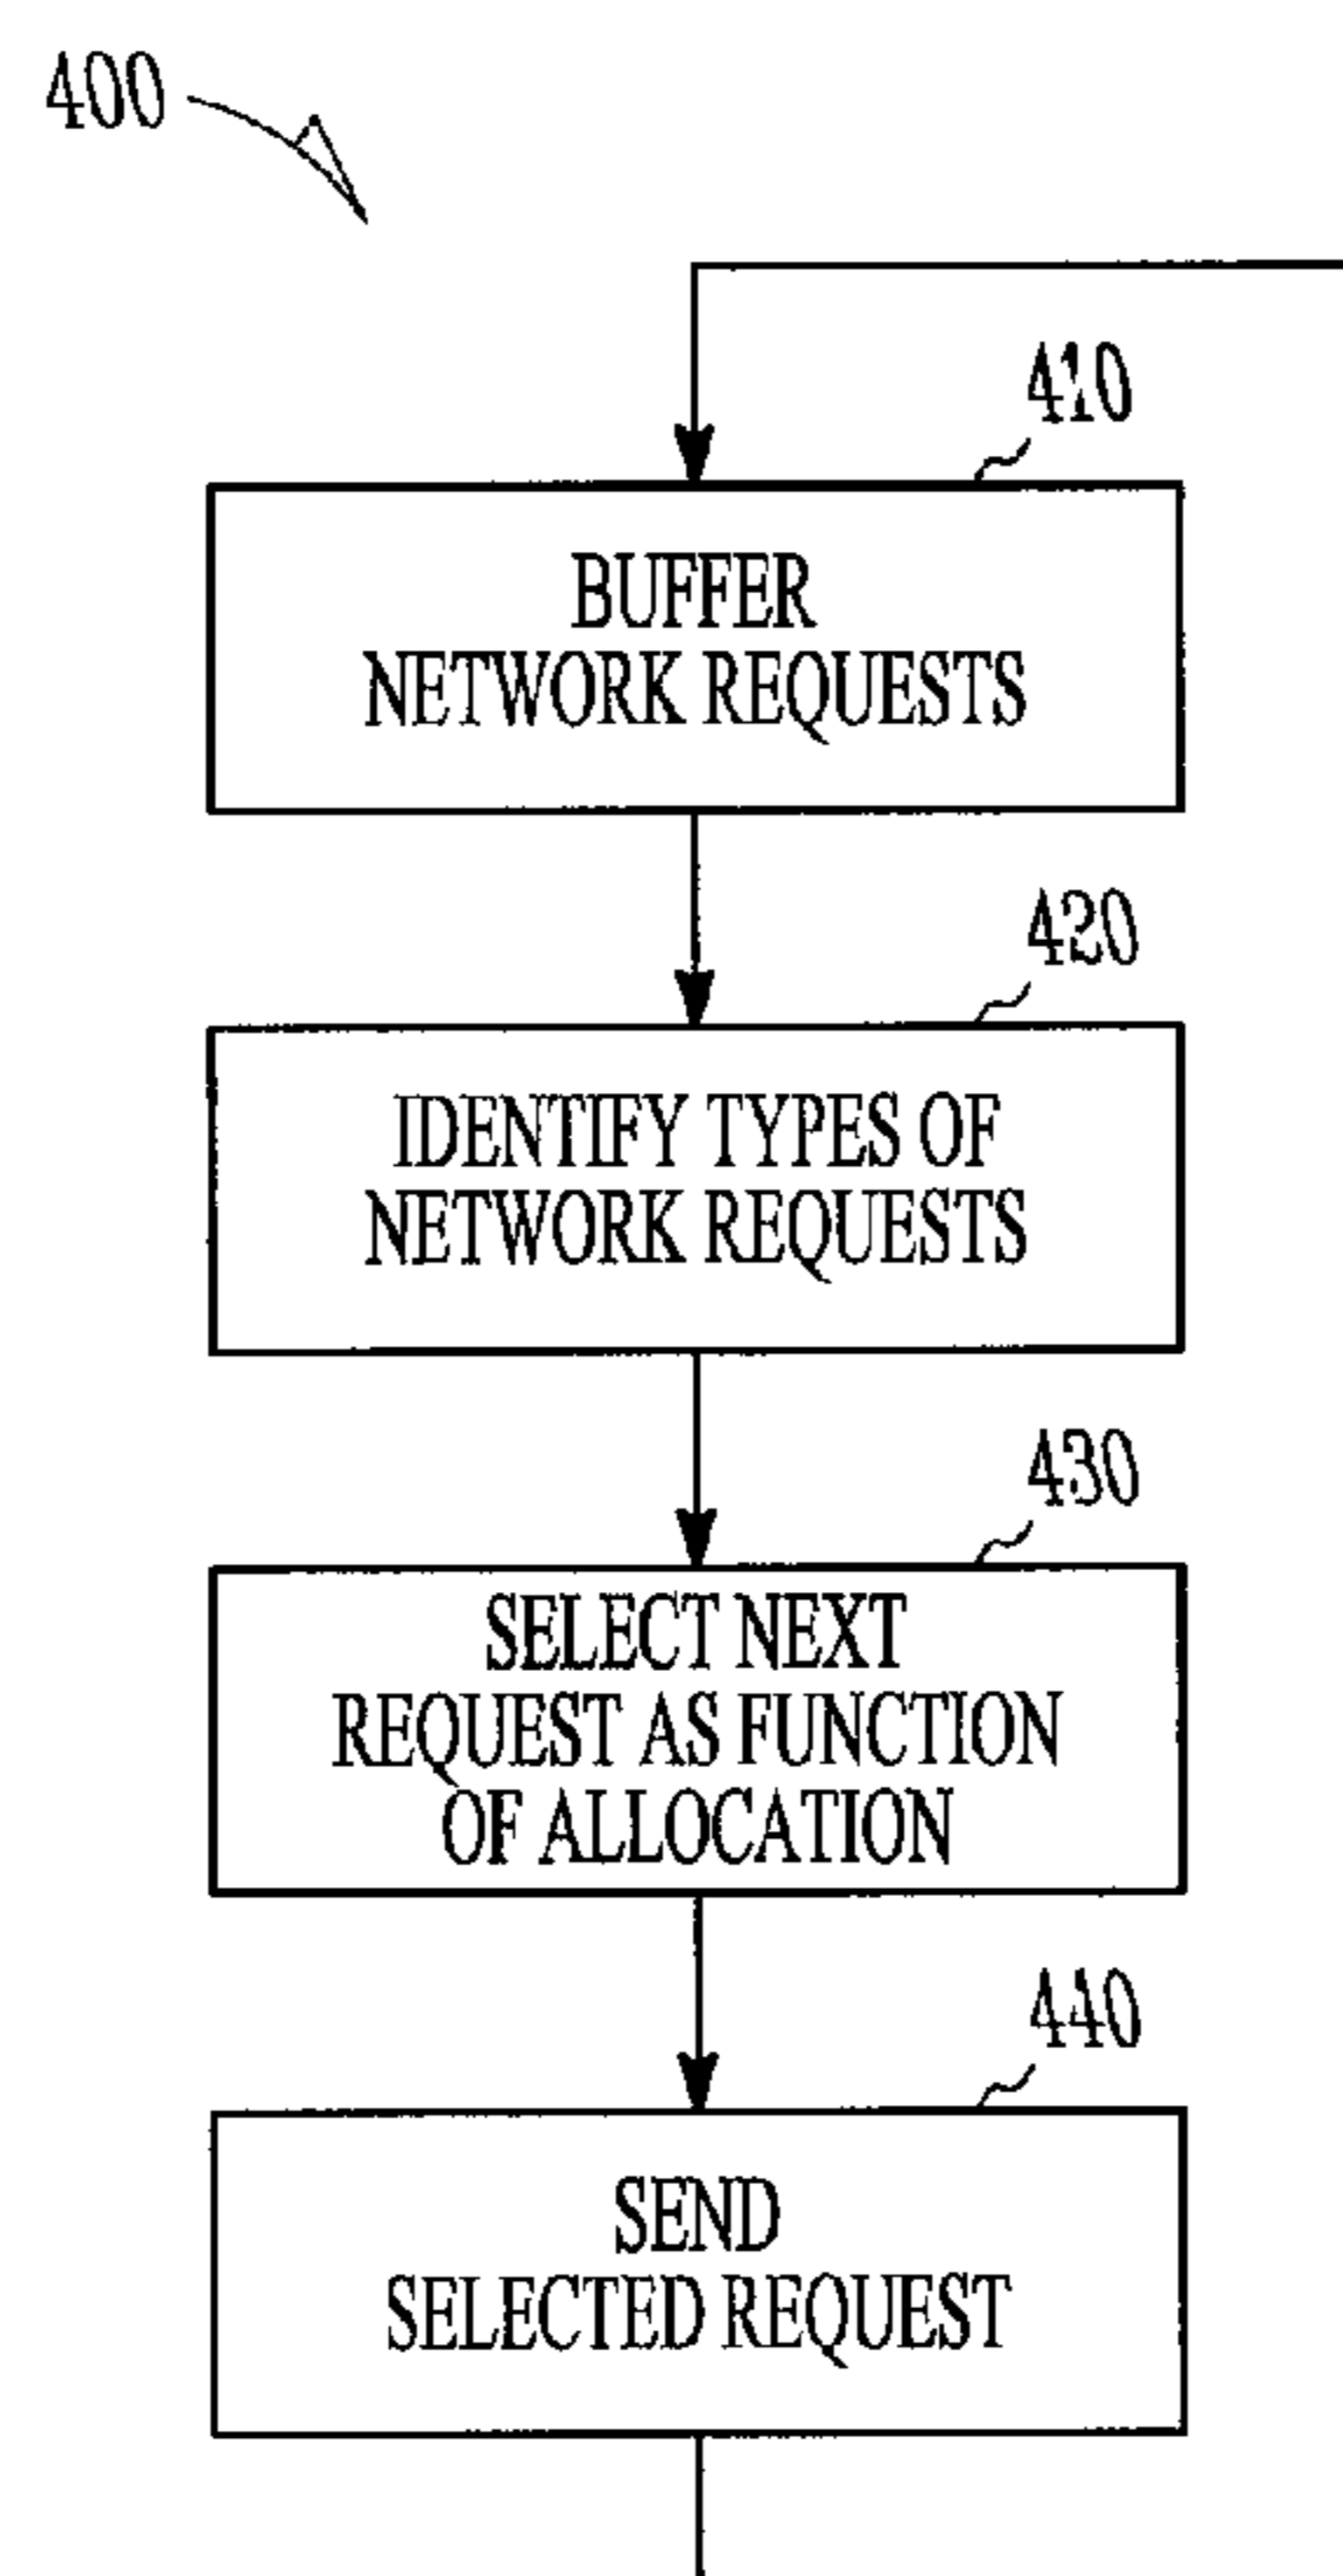 400
410
BUFFER
NETWORK REQUESTS
420
IDENTIFY TYPES OF
NETWORK REQUESTS
430
SELECT NEXT
REQUEST AS FUNCTION
OF ALLOCATION
440
SEND
SELECTED REQUEST